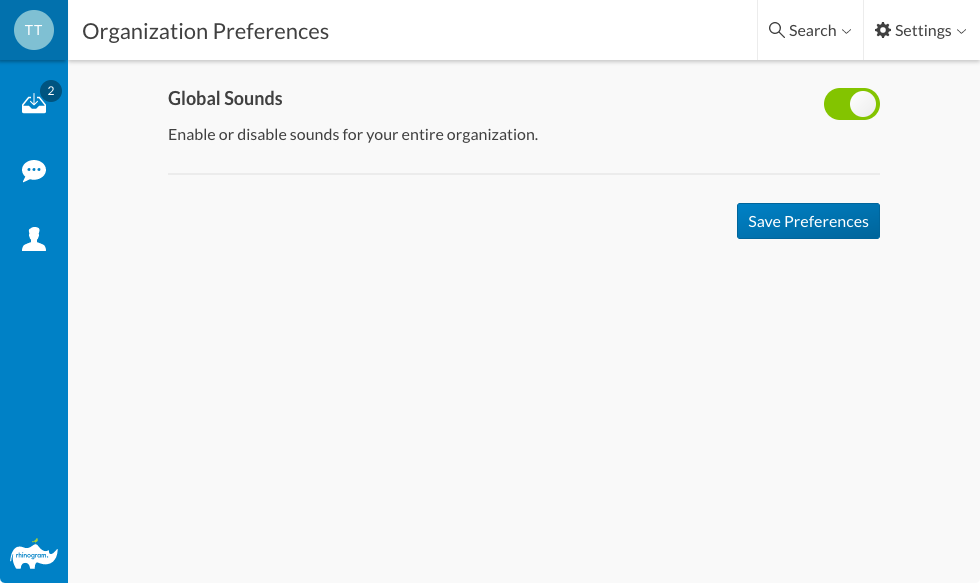 TT
Organization Preferences
Search
Settings
2
Global Sounds
Enable or disable sounds for your entire organization.
Save Preferences
rhinogram